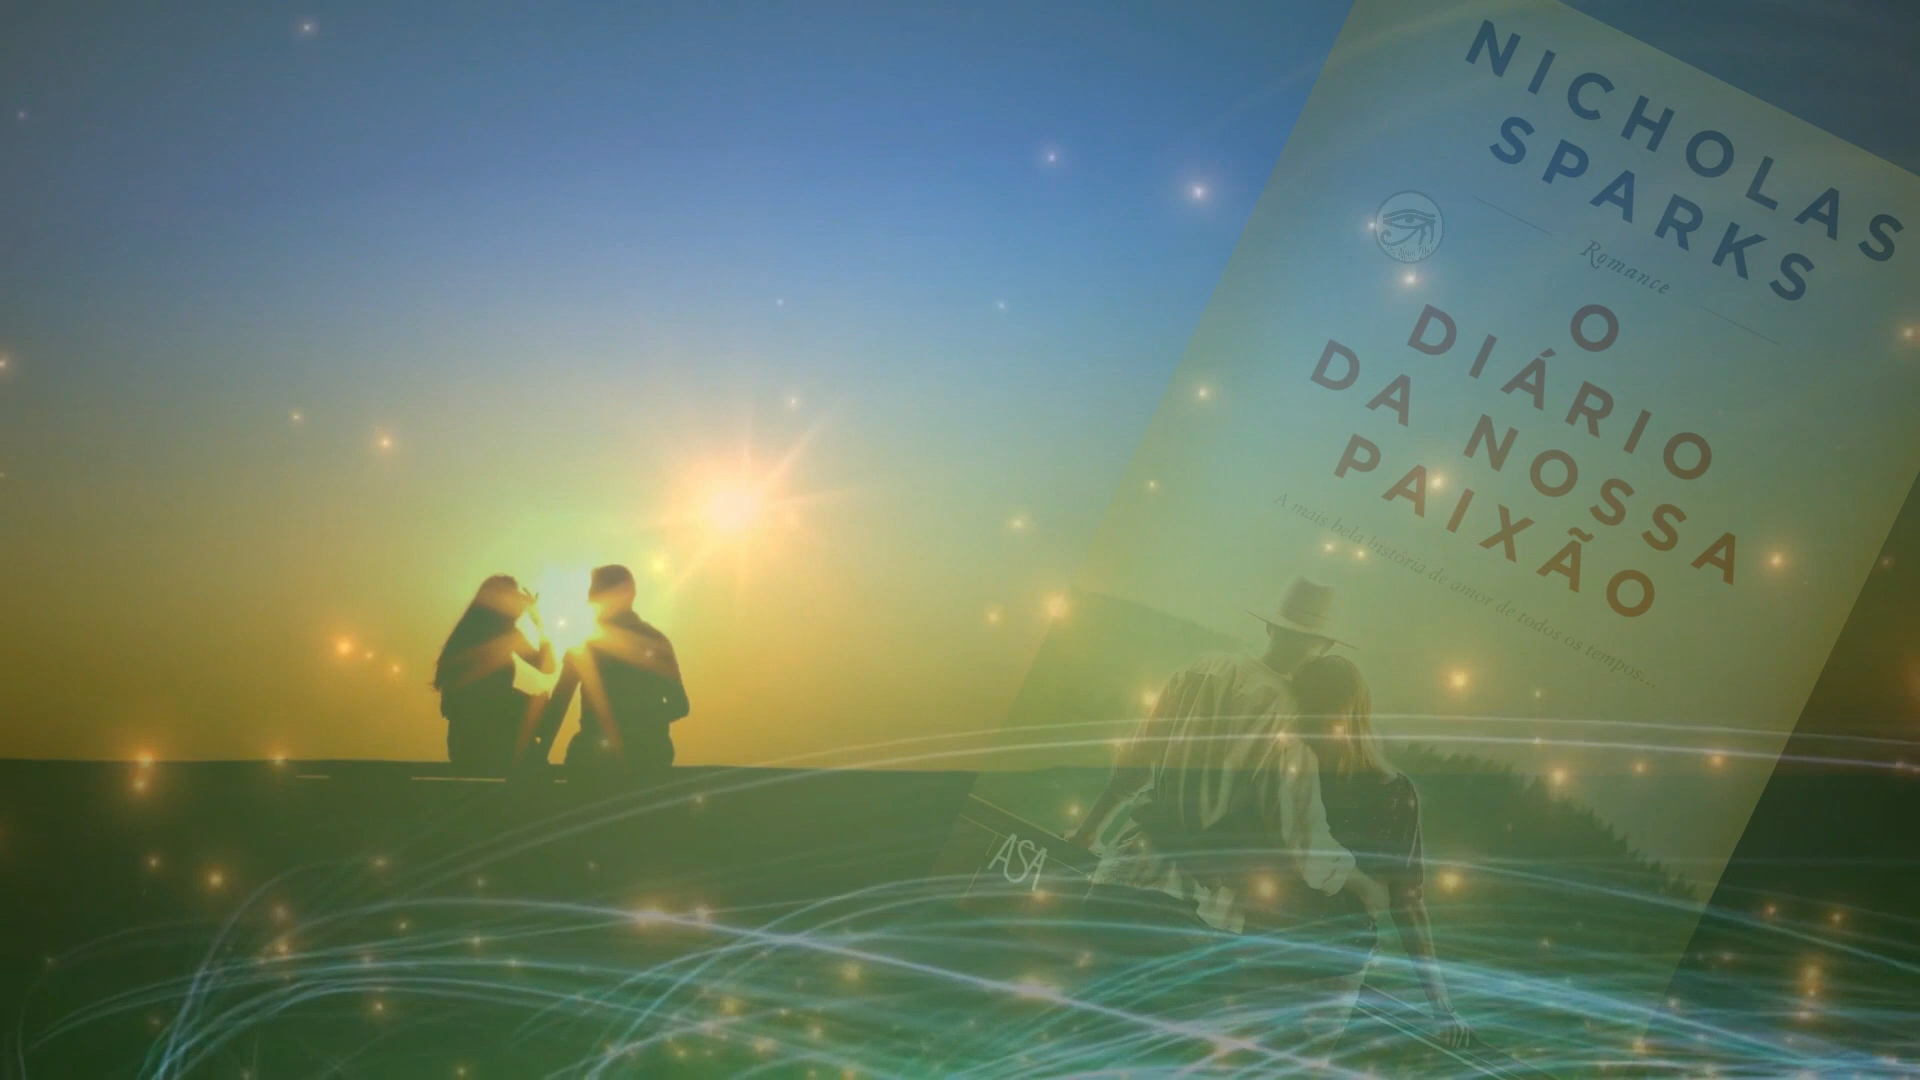 NICHOLAS
SPARKS
Romance
O
DIÁRIO
DA NOSSA
PAIXÃO
A mais bela história de amor de todos os tempos...
ASA